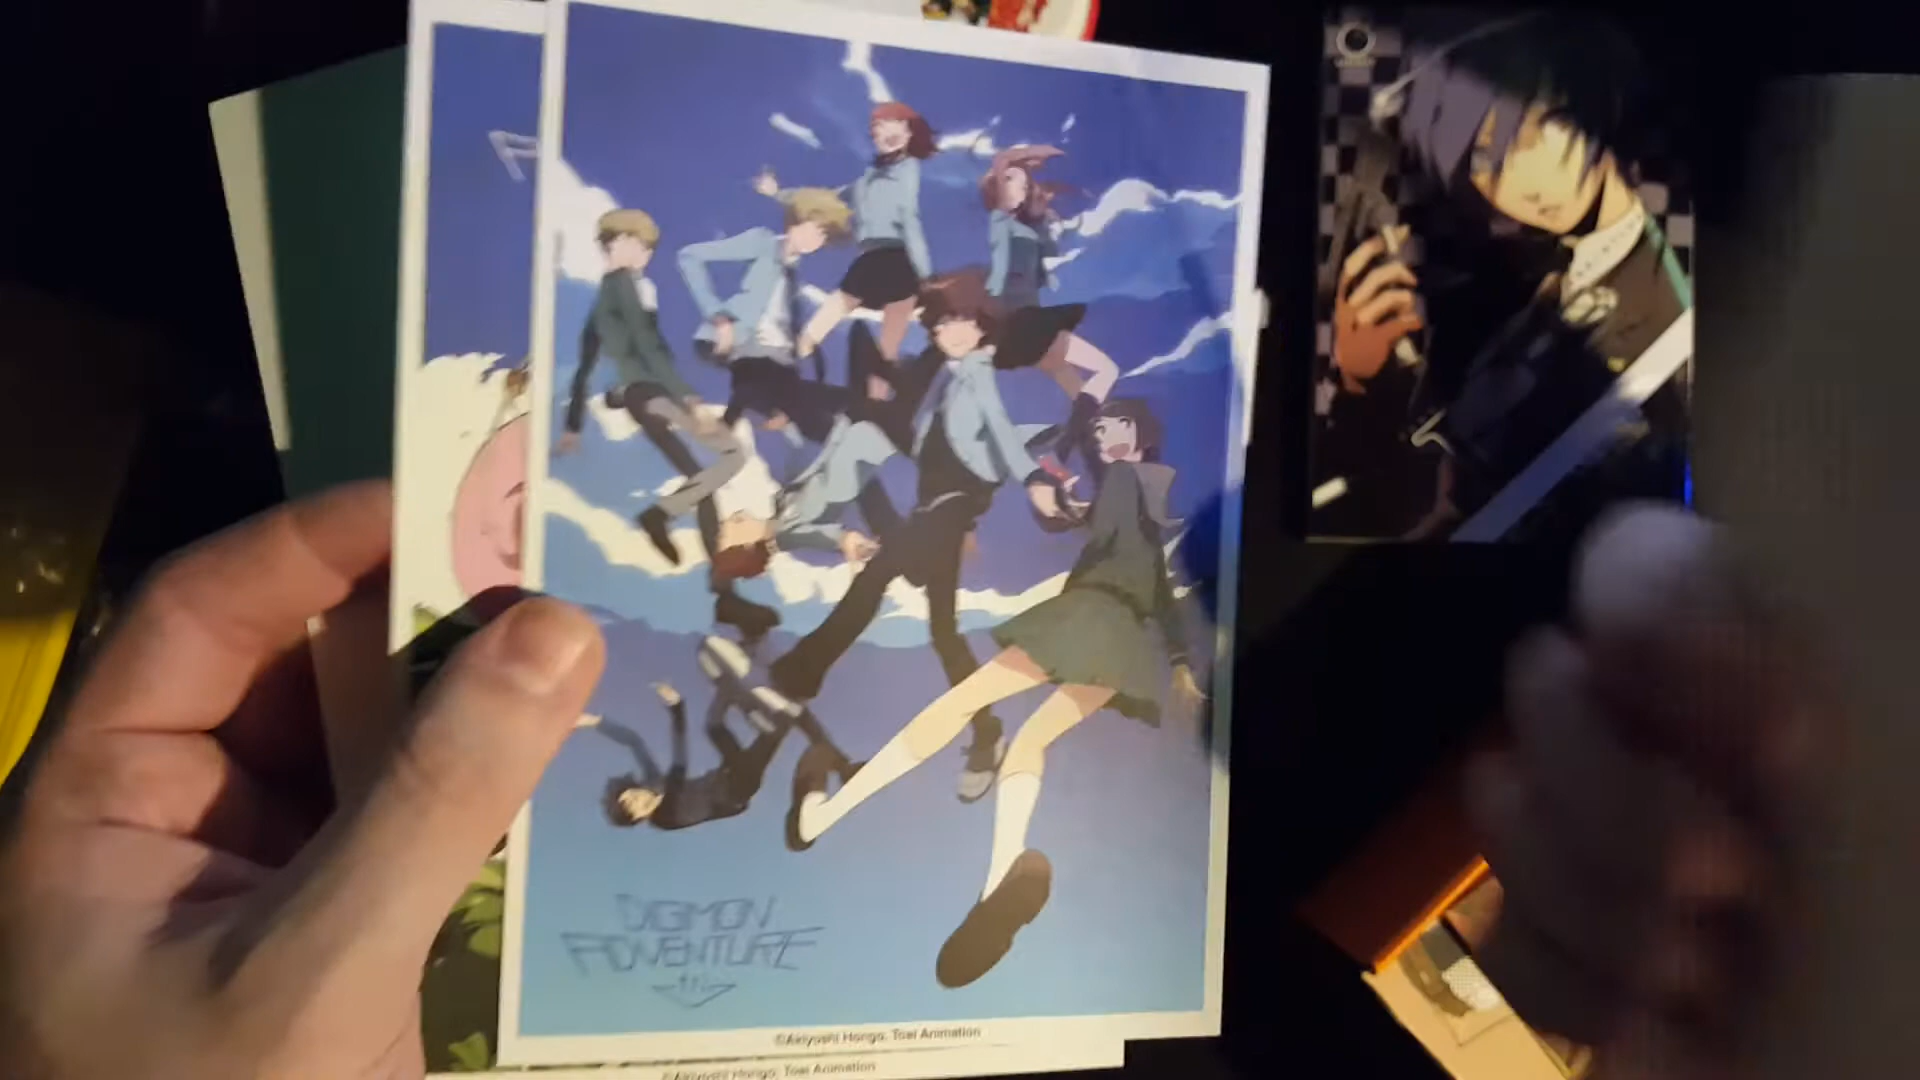 DIGIMON
ADVENTURE
tri.
©Akiyoshi Hongo, Toei Animation
©Akiyoshi Hongo, Toei Animation